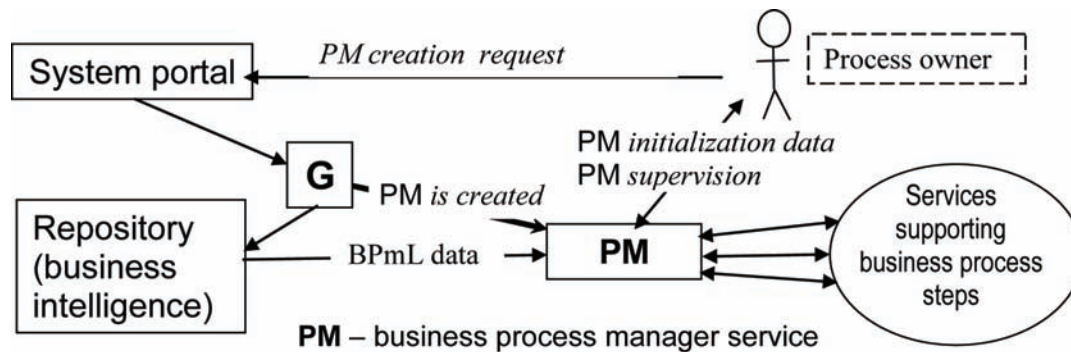 PM creation request
System portal
Process owner
G
PM initialization data
PM supervision
PM is created
Repository
(business
intelligence)
BPmL data
PM
Services
supporting
business process
steps
PM – business process manager service